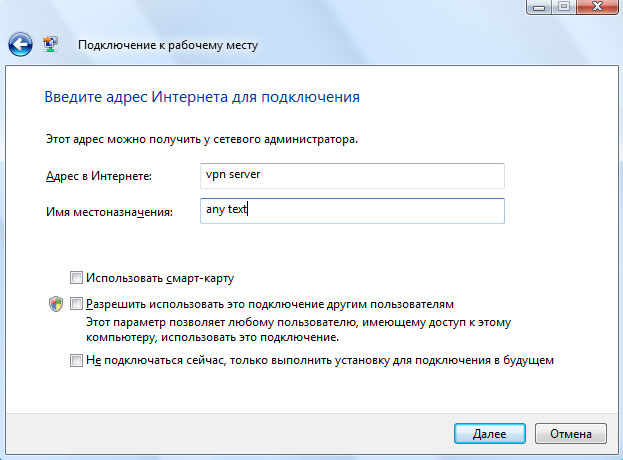 Подключение к рабочему месту
Введите адрес Интернета для подключения
Этот адрес можно получить у сетевого администратора.
Адрес в Интернете: vpn server
Имя местоназначения: any text
Использовать смарт-карту
Разрешить использовать это подключение другим пользователям
Этот параметр позволяет любому пользователю, имеющему доступ к этому
компьютеру, использовать это подключение.
Не подключаться сейчас, только выполнить установку для подключения в будущем
Далее Отмена